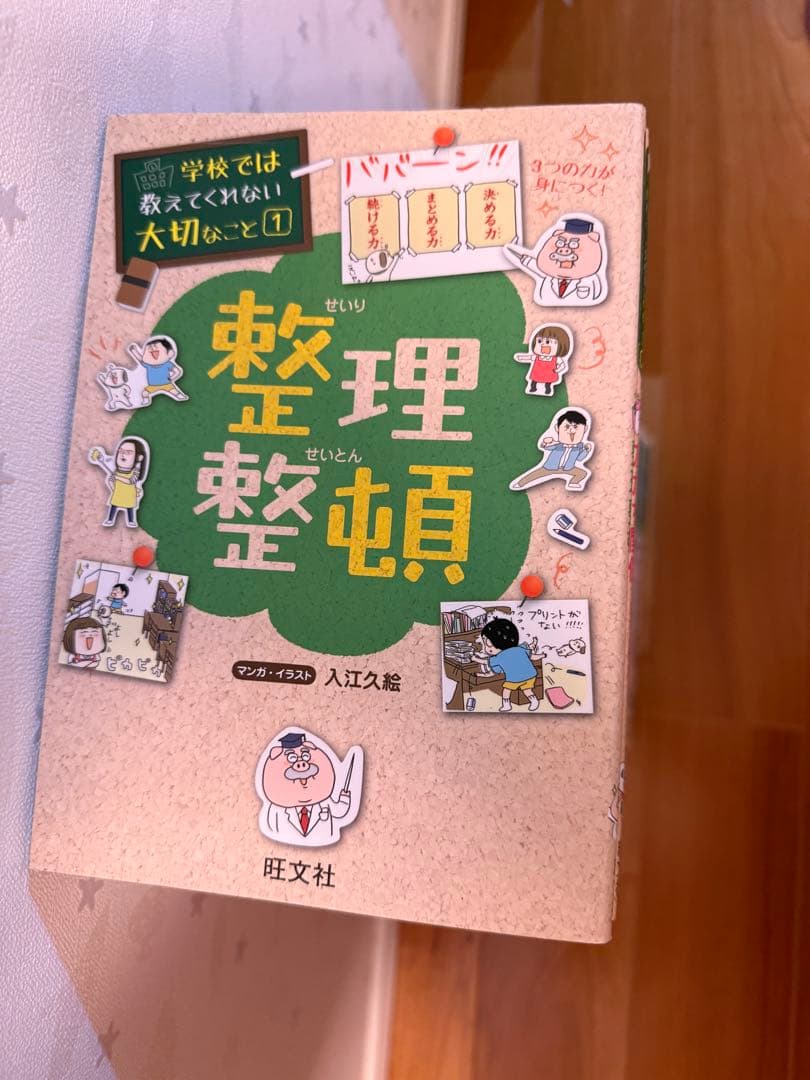 学校では
教えてくれない
大切なこと 1
ババーン!!
決める力
まとめる力
続ける力
3つの力が
身につく!
せいり
整理
せいとん
整頓
ピカピカ
プリントが
ない!!!!!
マンガ・イラスト 入江久絵
旺文社